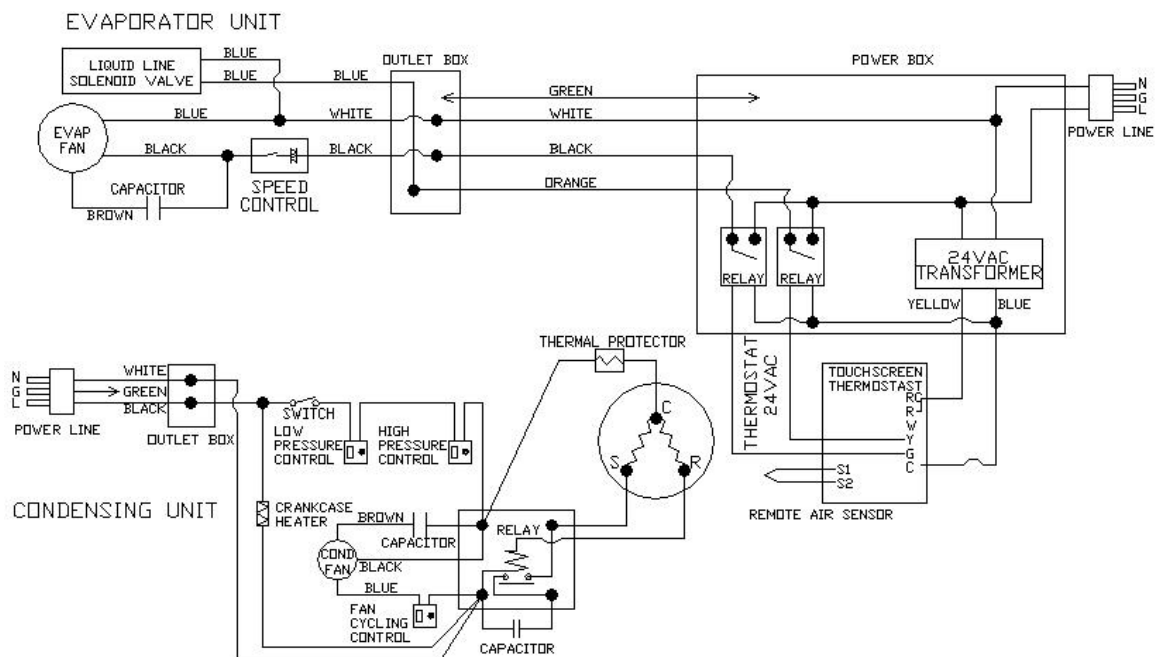 EVAPORATOR UNIT
LIQUID LINE
SOLENOID VALVE
BLUE
BLUE
BLUE
OUTLET BOX
POWER BOX
GREEN
N
G
L
POWER LINE
BLUE
WHITE
WHITE
EVAP
FAN
BLACK
BLACK
BLACK
SPEED
CONTROL
CAPACITOR
BROWN
ORANGE
RELAY
RELAY
24VAC
TRANSFORMER
YELLOW
BLUE
THERMOSTAT
24VAC
TOUCHSCREEN
THERMOSTAST
RC
R
W
Y
G
C
S1
S2
REMOTE AIR SENSOR
THERMAL PROTECTOR
C
S
R
N
G
L
POWER LINE
WHITE
GREEN
BLACK
OUTLET BOX
SWITCH
LOW
PRESSURE
CONTROL
HIGH
PRESSURE
CONTROL
CONDENSING UNIT
CRANKCASE
HEATER
BROWN
CAPACITOR
RELAY
COND
FAN
BLACK
BLUE
FAN
CYCLING
CONTROL
CAPACITOR